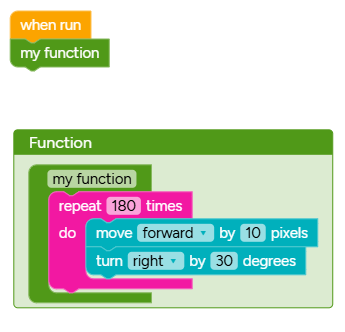 when run
my function
Function
my function
repeat 180 times
do move forward by 10 pixels
turn right by 30 degrees